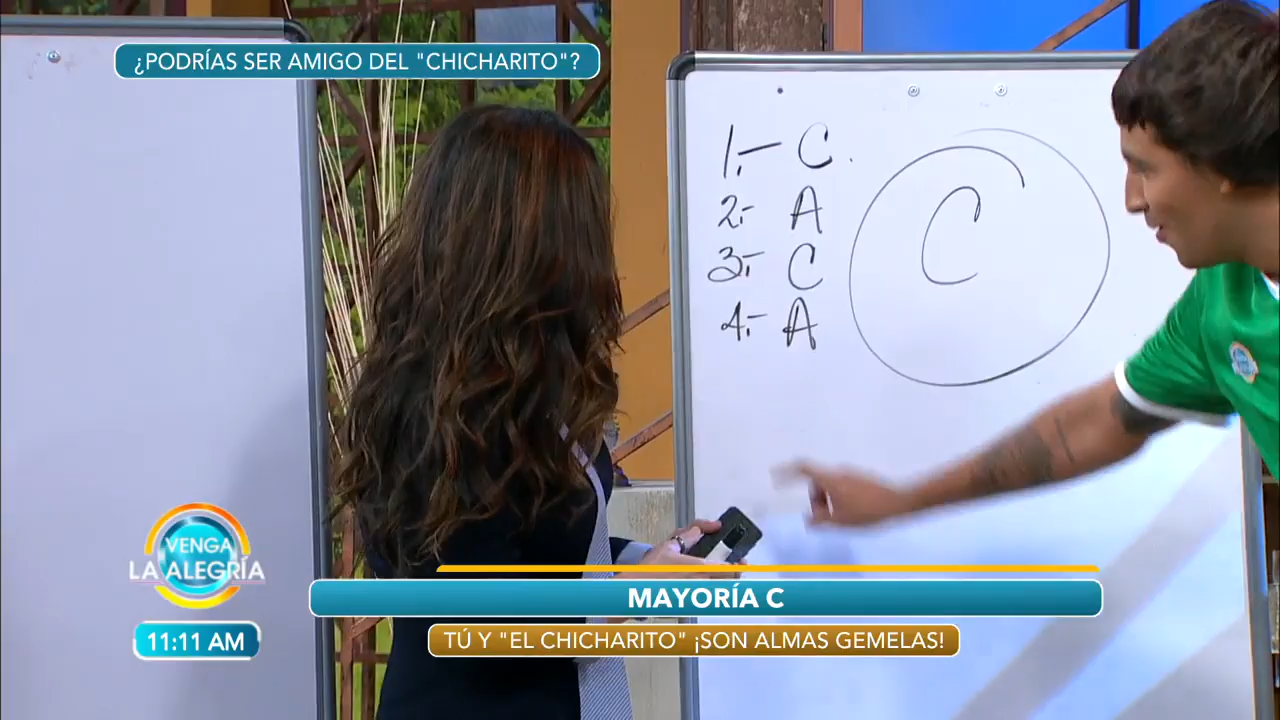 ¿PODRÍAS SER AMIGO DEL "CHICHARITO"?
1.- C.
2.- A
3.- C
4.- A
C
VENGA
LA ALEGRÍA
11:11 AM
MAYORÍA C
TÚ Y "EL CHICHARITO" ¡SON ALMAS GEMELAS!